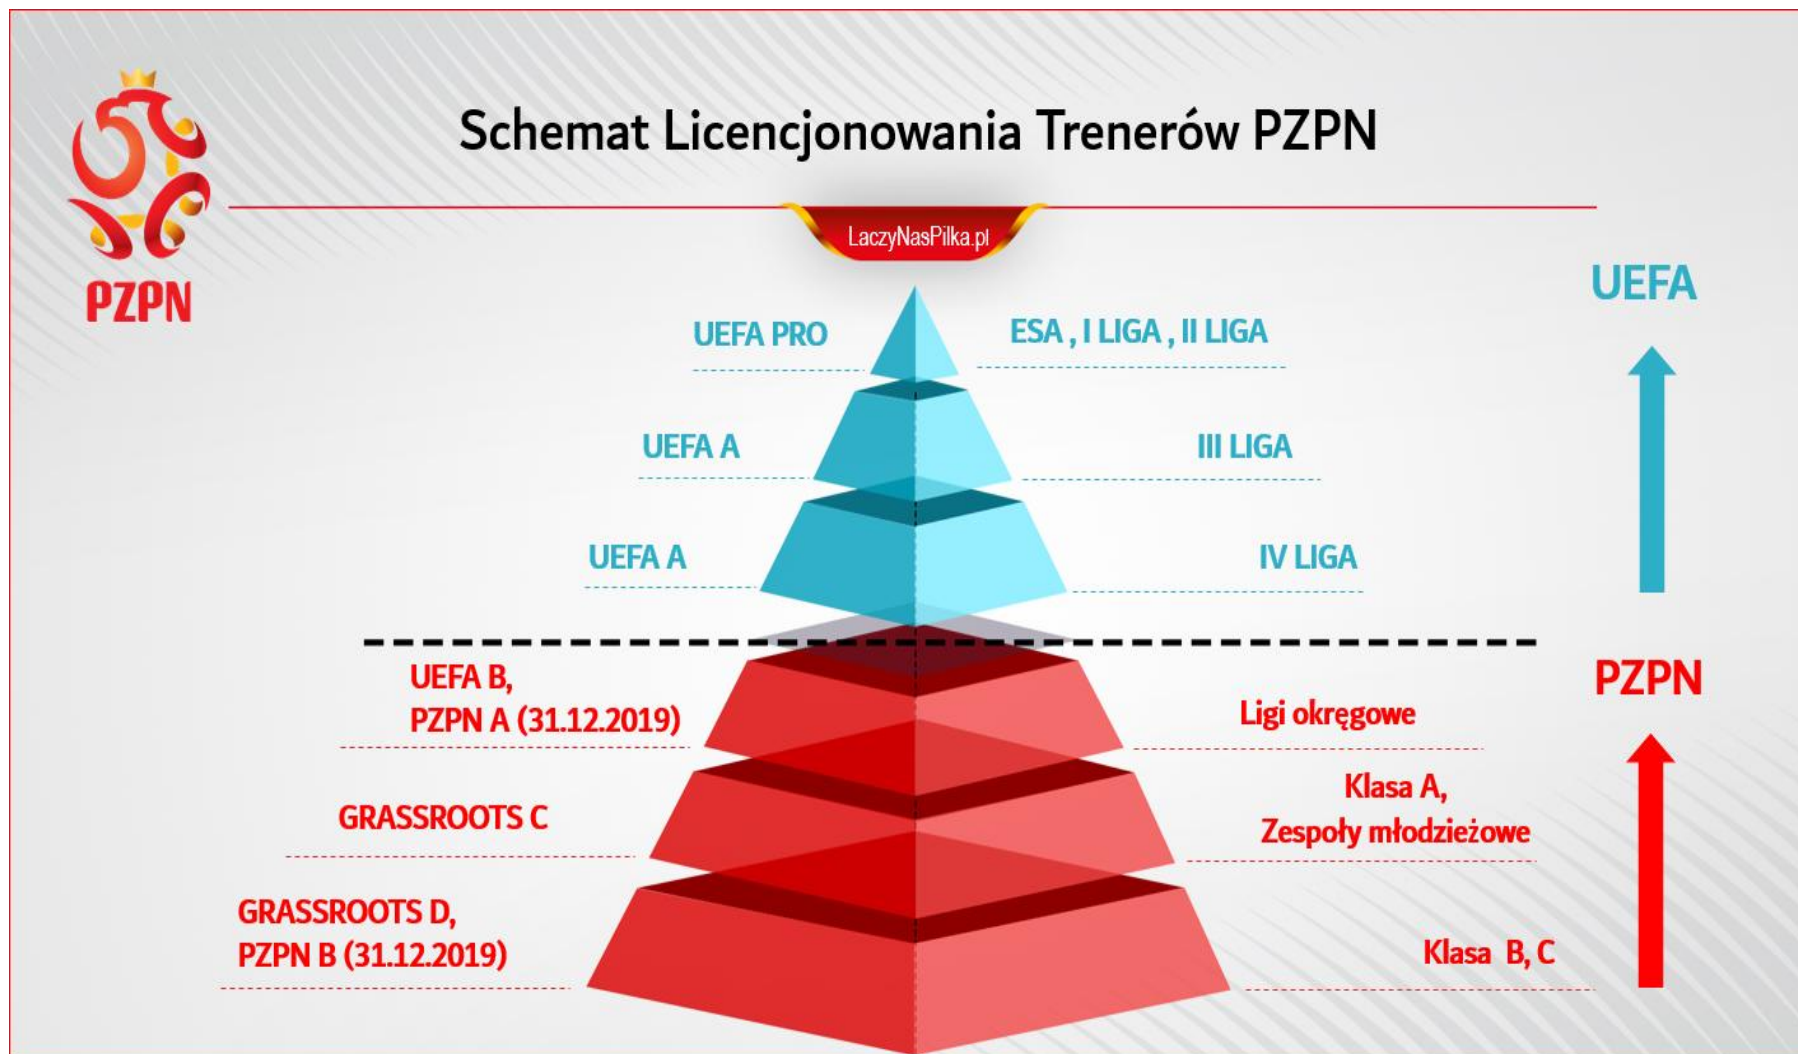 Schemat Licencjonowania Trenerów PZPN
PZPN
LaczyNasPilka.pl
UEFA
UEFA PRO
ESA , I LIGA , II LIGA
UEFA A
III LIGA
UEFA A
IV LIGA
UEFA B,
PZPN A (31.12.2019)
Ligi okręgowe
PZPN
GRASSROOTS C
Klasa A,
Zespoły młodzieżowe
GRASSROOTS D,
PZPN B (31.12.2019)
Klasa  B, C